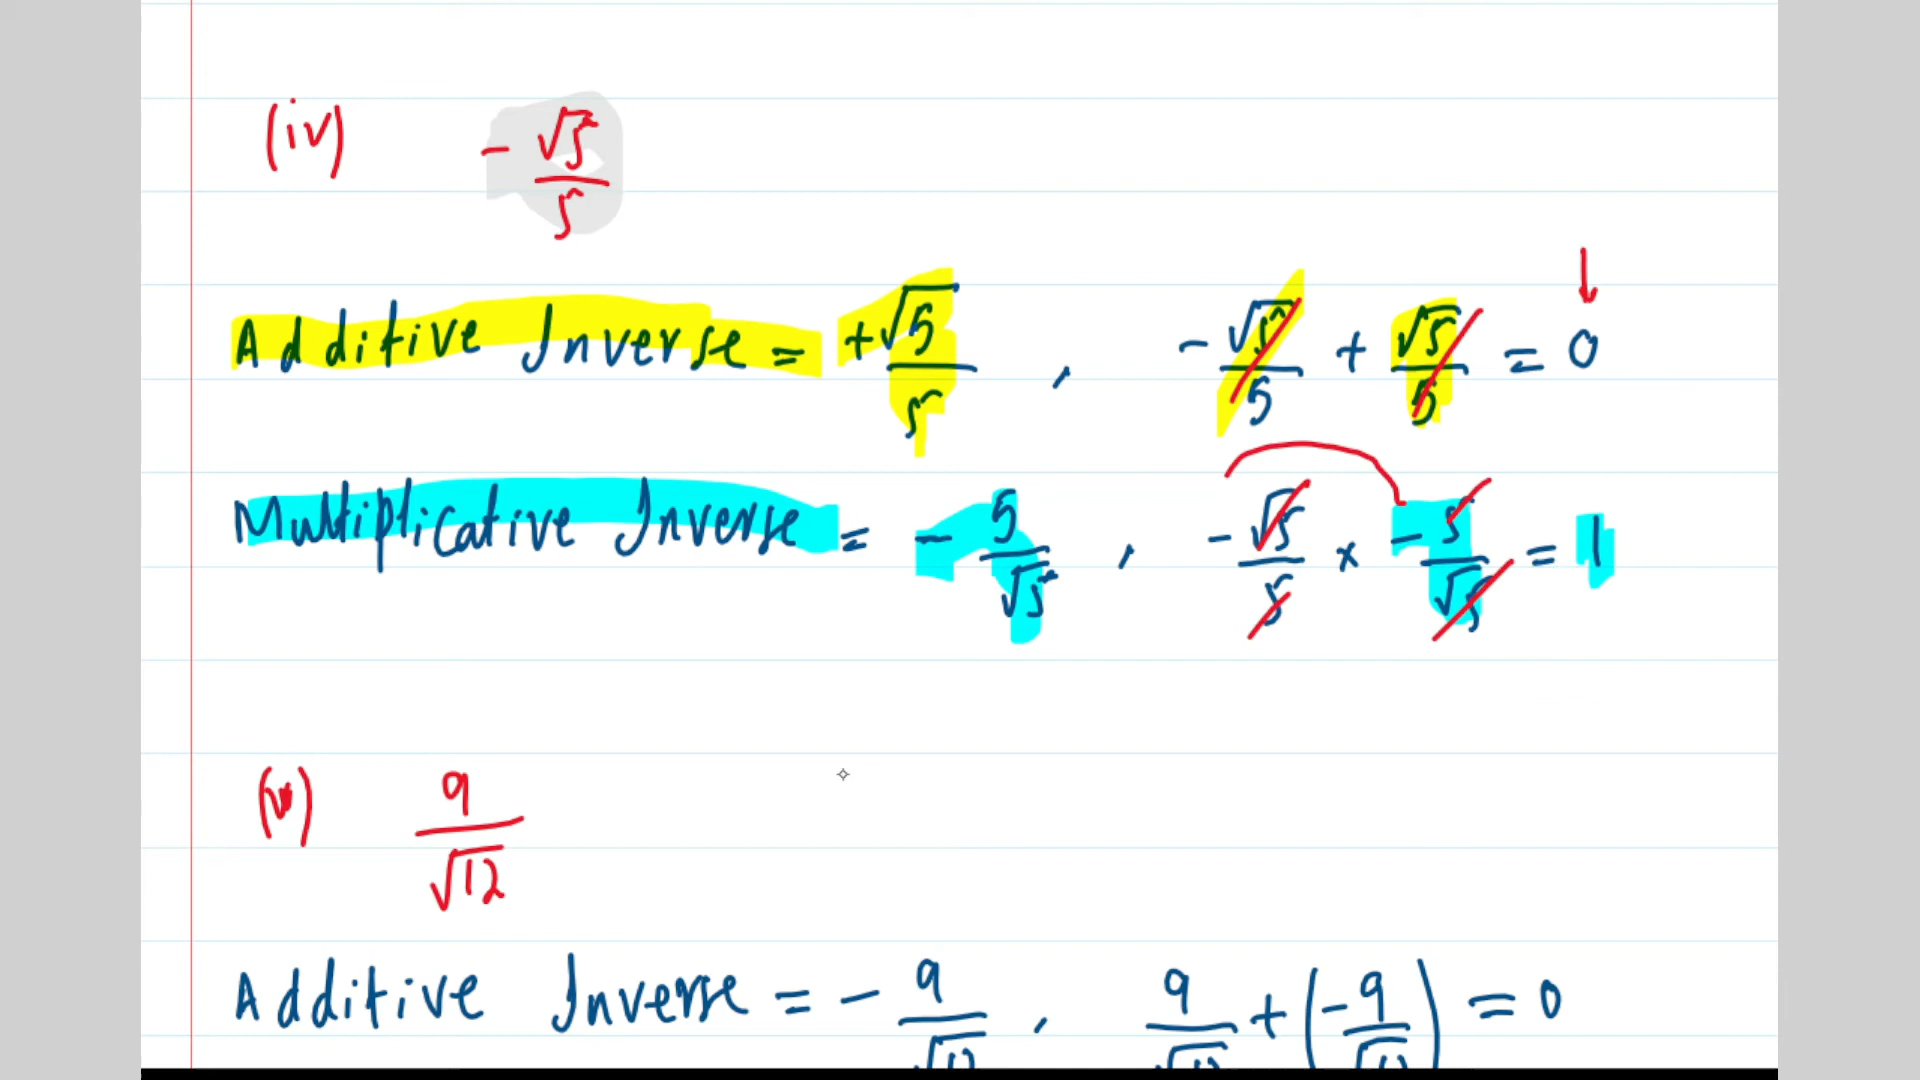 (iv) - √5/5
Additive Inverse = +√5/5 , -√5/5 + √5/5 = 0
Multiplicative Inverse = - 5/√5 , -√5/5 × -5/√5 = 1
(v) 9/√12
Additive Inverse = - 9/√12 , 9/√12 + (-9/√12) = 0